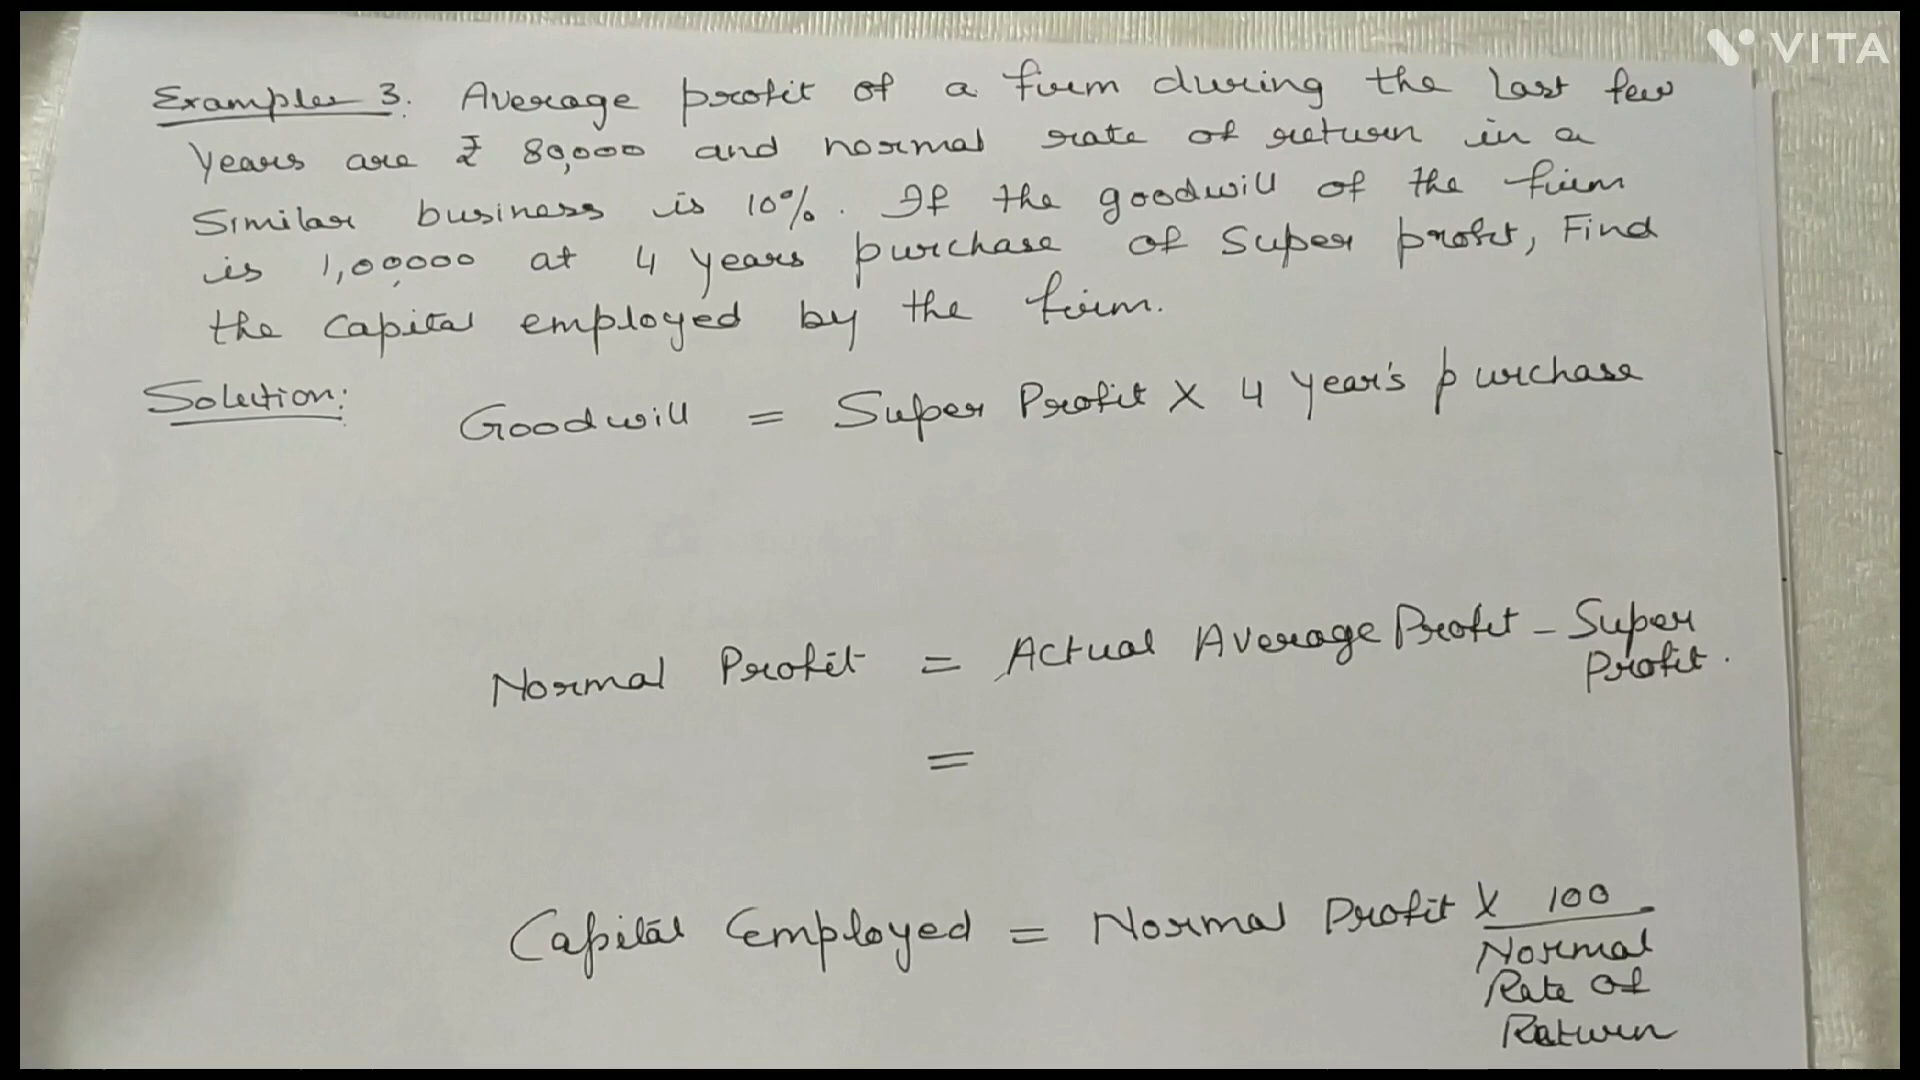 VITA
Example 3. Average profit of a firm during the last few
years are ₹ 80,000 and normal rate of return in a
Similar business is 10%. If the goodwill of the firm
is 1,00000 at 4 years purchase of Super profit, Find
the Capital employed by the firm.
Solution: Goodwill = Super Profit X 4 Year's purchase
Normal Profit = Actual Average Profit - Super
Profit.
=
Capital Employed = Normal Profit X 100
Normal
Rate of
Return